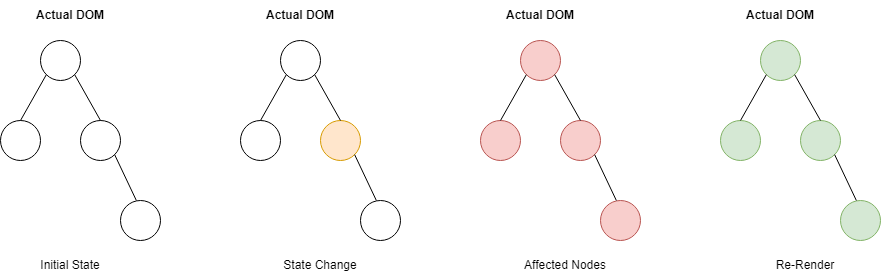 Actual DOM
Actual DOM
Actual DOM
Actual DOM
Initial State
State Change
Affected Nodes
Re-Render